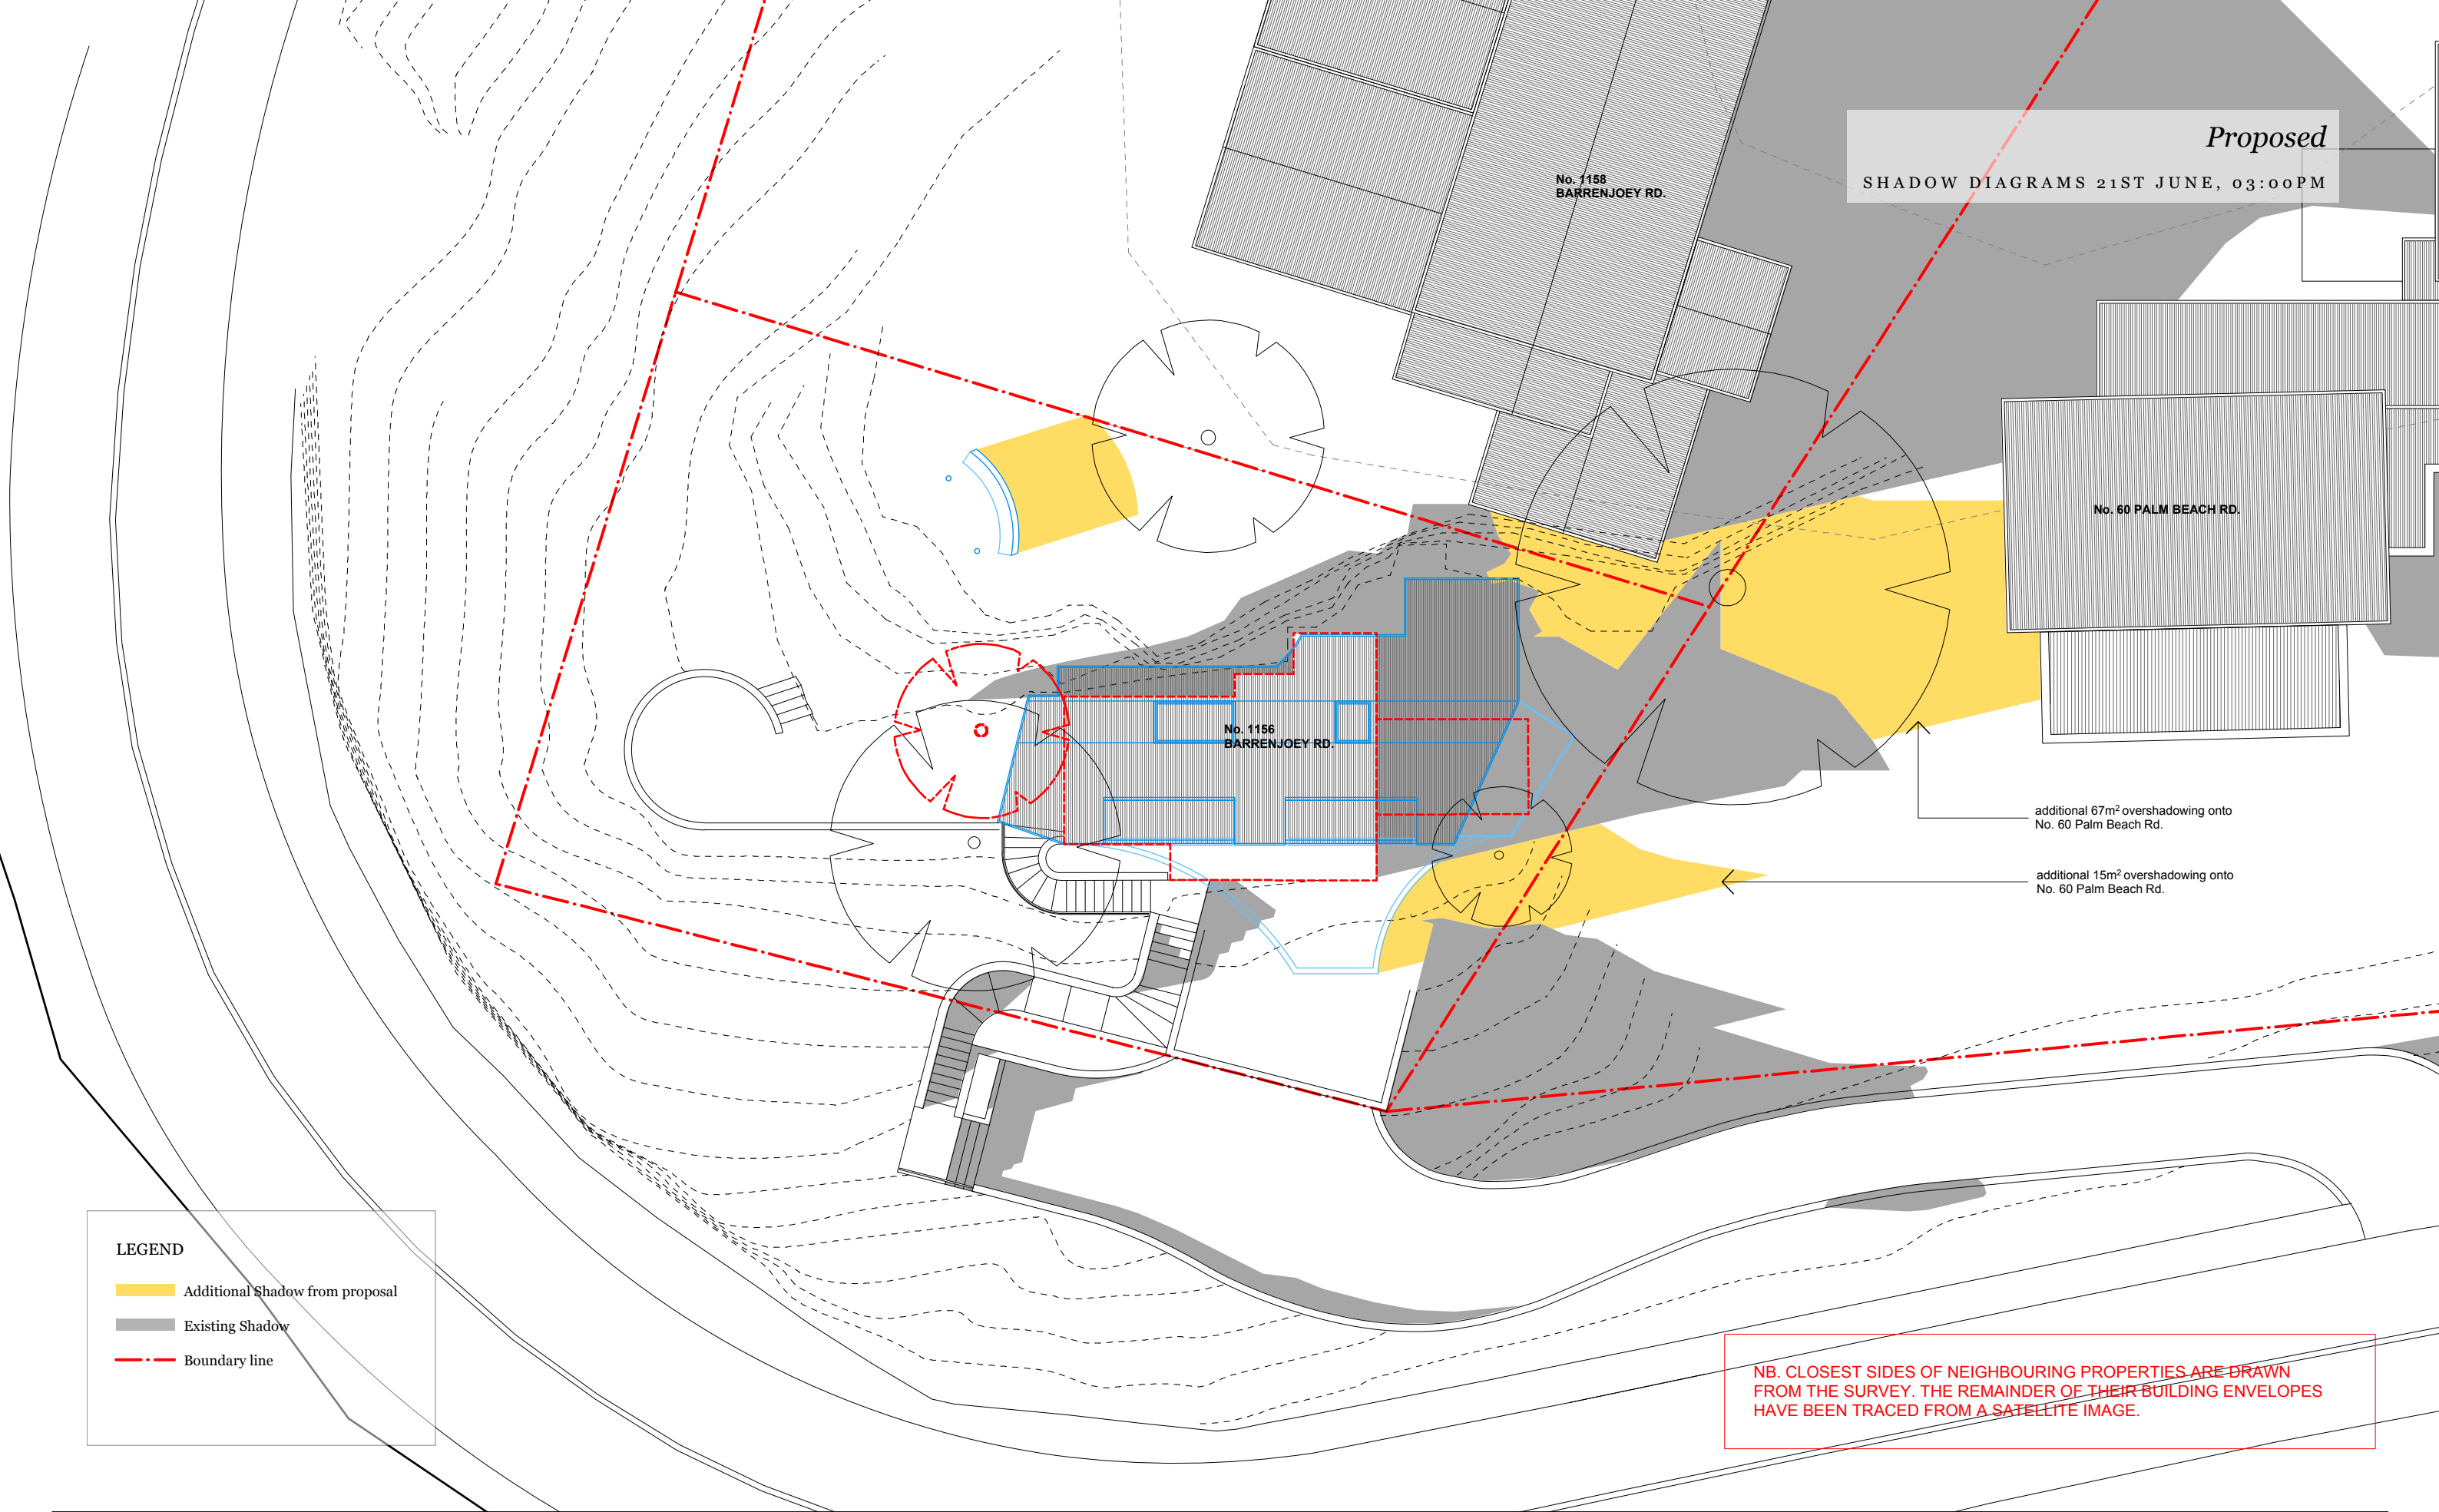 Proposed
SHADOW DIAGRAMS 21ST JUNE, 03:00PM
No. 1158
BARRENJOEY RD.
No. 60 PALM BEACH RD.
No. 1156
BARRENJOEY RD.
additional 67m² overshadowing onto
No. 60 Palm Beach Rd.
additional 15m² overshadowing onto
No. 60 Palm Beach Rd.
LEGEND
Additional Shadow from proposal
Existing Shadow
Boundary line
NB. CLOSEST SIDES OF NEIGHBOURING PROPERTIES ARE DRAWN
FROM THE SURVEY. THE REMAINDER OF THEIR BUILDING ENVELOPES
HAVE BEEN TRACED FROM A SATELLITE IMAGE.